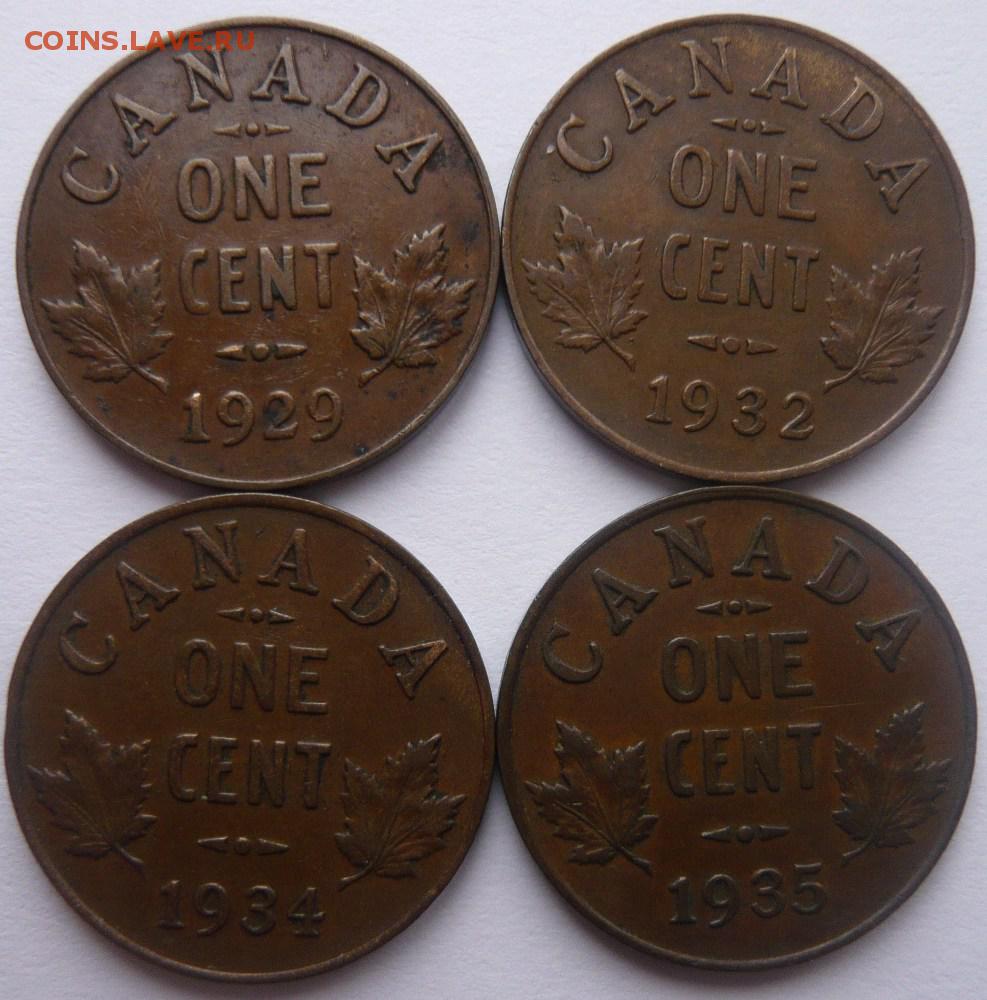 COINS.LAVE.RU
CANADA
ONE
CENT
1929
CANADA
ONE
CENT
1932
CANADA
ONE
CENT
1934
CANADA
ONE
CENT
1935